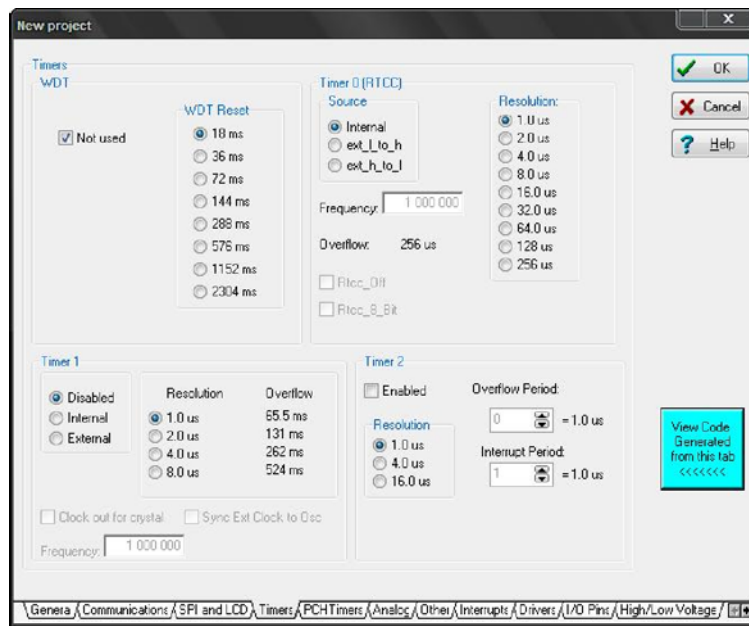 New project
x
OK
Cancel
Help
Timers
WDT
Not used
WDT Reset
18 ms
36 ms
72 ms
144 ms
288 ms
576 ms
1152 ms
2304 ms
Timer 0 (RTCC)
Source
Internal
ext_l_to_h
ext_h_to_l
Frequency: 1 000 000
Overflow: 256 us
Rtcc_Off
Rtcc_8_Bit
Resolution:
1.0 us
2.0 us
4.0 us
8.0 us
16.0 us
32.0 us
64.0 us
128 us
256 us
Timer 1
Disabled
Internal
External
Resolution Overflow
1.0 us 65.5 ms
2.0 us 131 ms
4.0 us 262 ms
8.0 us 524 ms
Clock out for crystal Sync Ext Clock to Osc
Frequency: 1 000 000
Timer 2
Enabled
Resolution
1.0 us
4.0 us
16.0 us
Overflow Period:
0 = 1.0 us
Interrupt Period:
1 = 1.0 us
View Code
Generated
from this tab
<<<<<<<
Genera Communications SPI and LCD Timers PCHTimers Analog Other Interrupts Drivers I/O Pins High/Low Voltage